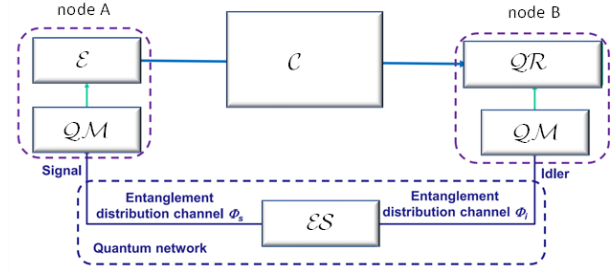 node A
node B
ℰ
𝒞
𝒬ℛ
𝒬ℳ
𝒬ℳ
Signal
Idler
Entanglement
distribution channel Φs
ℰ𝒮
Entanglement
distribution channel Φi
Quantum network